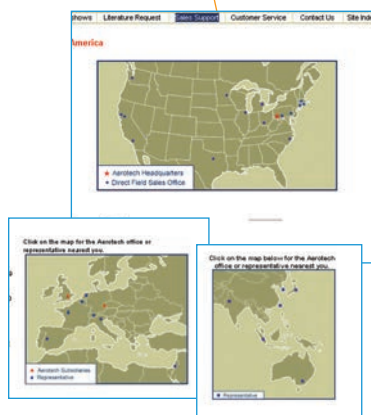 shows Literature Request Sales Support Customer Service Contact Us Site Inde
America
Aerotech Headquarters
Direct Field Sales Office
Click on the map for the Aerotech office or
representative nearest you.
Aerotech Subsidiaries
Representative
Click on the map below for the Aerotech
office or representative nearest you.
Representative